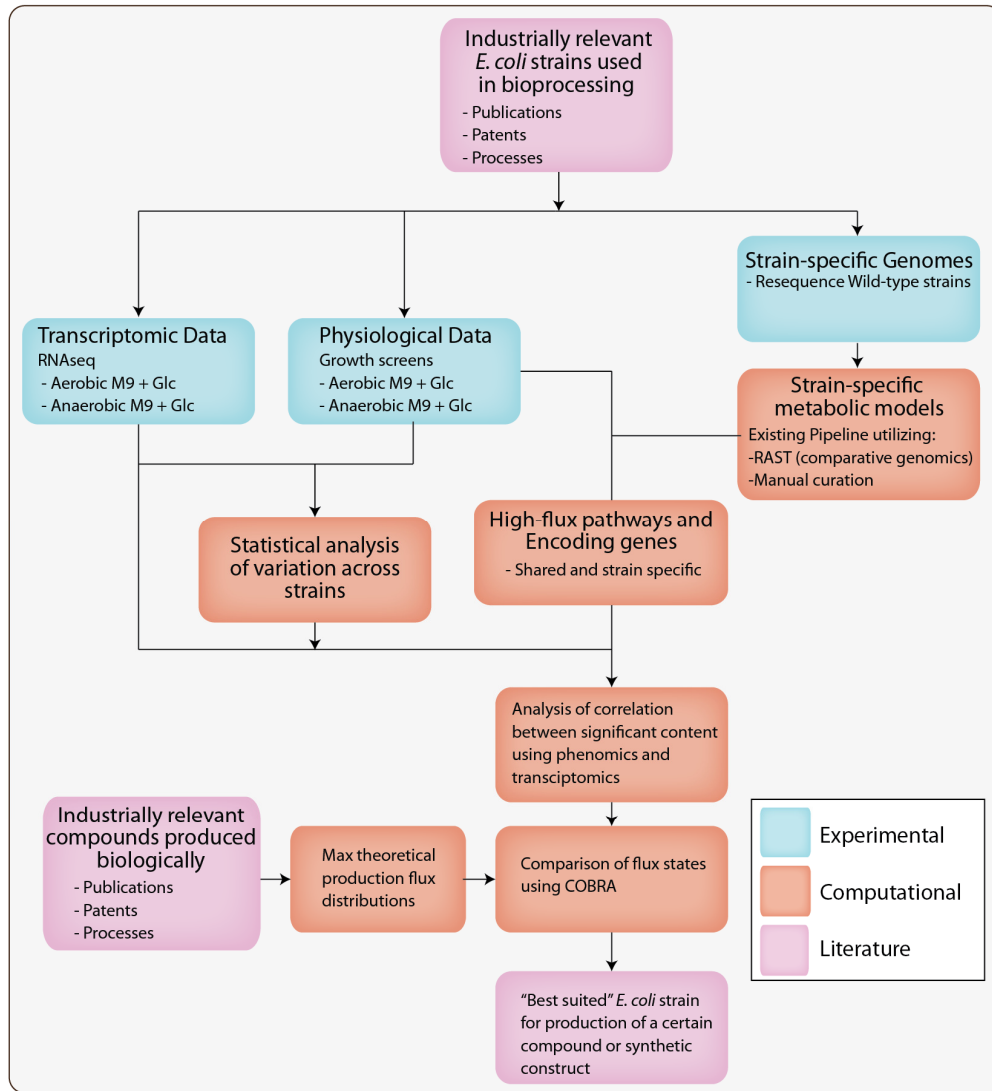 Industrially relevant
E. coli strains used
in bioprocessing
- Publications
- Patents
- Processes
Strain-specific Genomes
- Resequence Wild-type strains
Transcriptomic Data
RNAseq
- Aerobic M9 + Glc
- Anaerobic M9 + Glc
Physiological Data
Growth screens
- Aerobic M9 + Glc
- Anaerobic M9 + Glc
Strain-specific
metabolic models
Existing Pipeline utilizing:
-RAST (comparative genomics)
-Manual curation
Statistical analysis
of variation across
strains
High-flux pathways and
Encoding genes
- Shared and strain specific
Analysis of correlation
between significant content
using phenomics and
transciptomics
Industrially relevant
compounds produced
biologically
- Publications
- Patents
- Processes
Max theoretical
production flux
distributions
Comparison of flux states
using COBRA
"Best suited" E. coli strain
for production of a certain
compound or synthetic
construct
Experimental
Computational
Literature